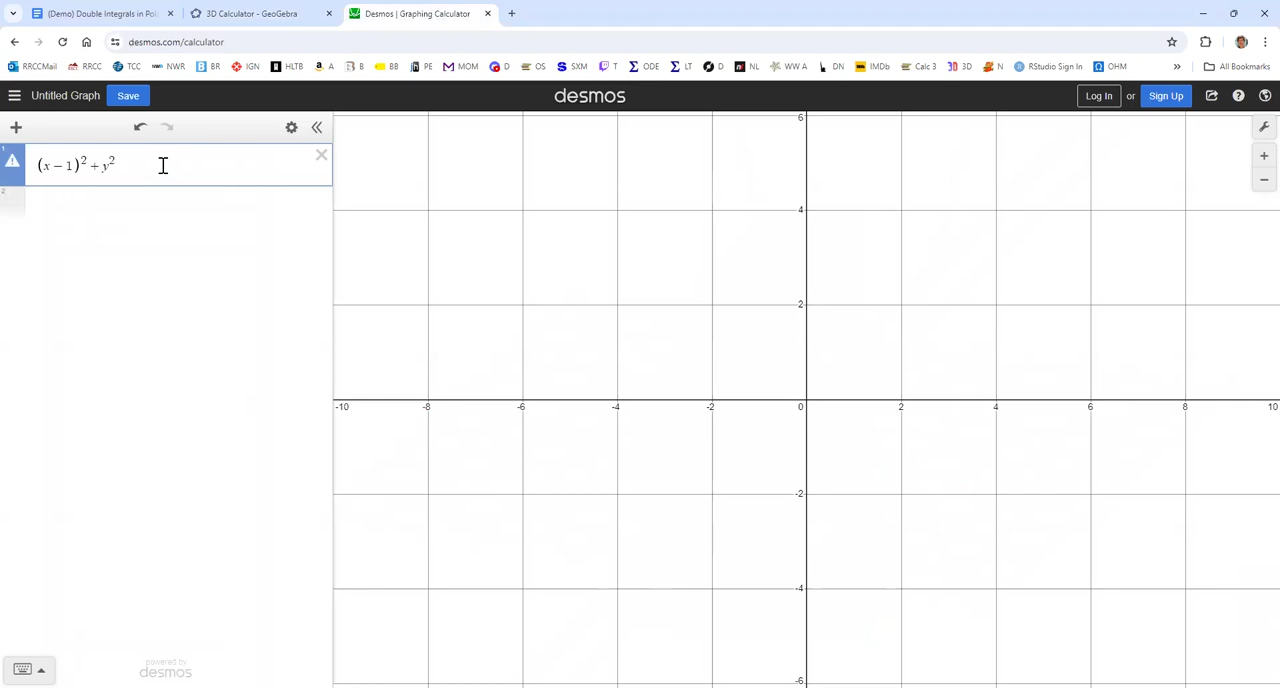 (Demo) Double Integrals in Pola
3D Calculator - GeoGebra
Desmos | Graphing Calculator
desmos.com/calculator
RRCCMail RRCC TCC NWR BR IGN HLTB A B BB PE MOM D OS SXM T ODE LT D NL WW A DN IMDb Calc 3 3D N RStudio Sign In OHM » All Bookmarks
Untitled Graph Save desmos Log In or Sign Up
1
(x − 1)² + y²
2
6
4
2
-10 -8 -6 -4 -2 0 2 4 6 8 10
-2
-4
-6
powered by
desmos